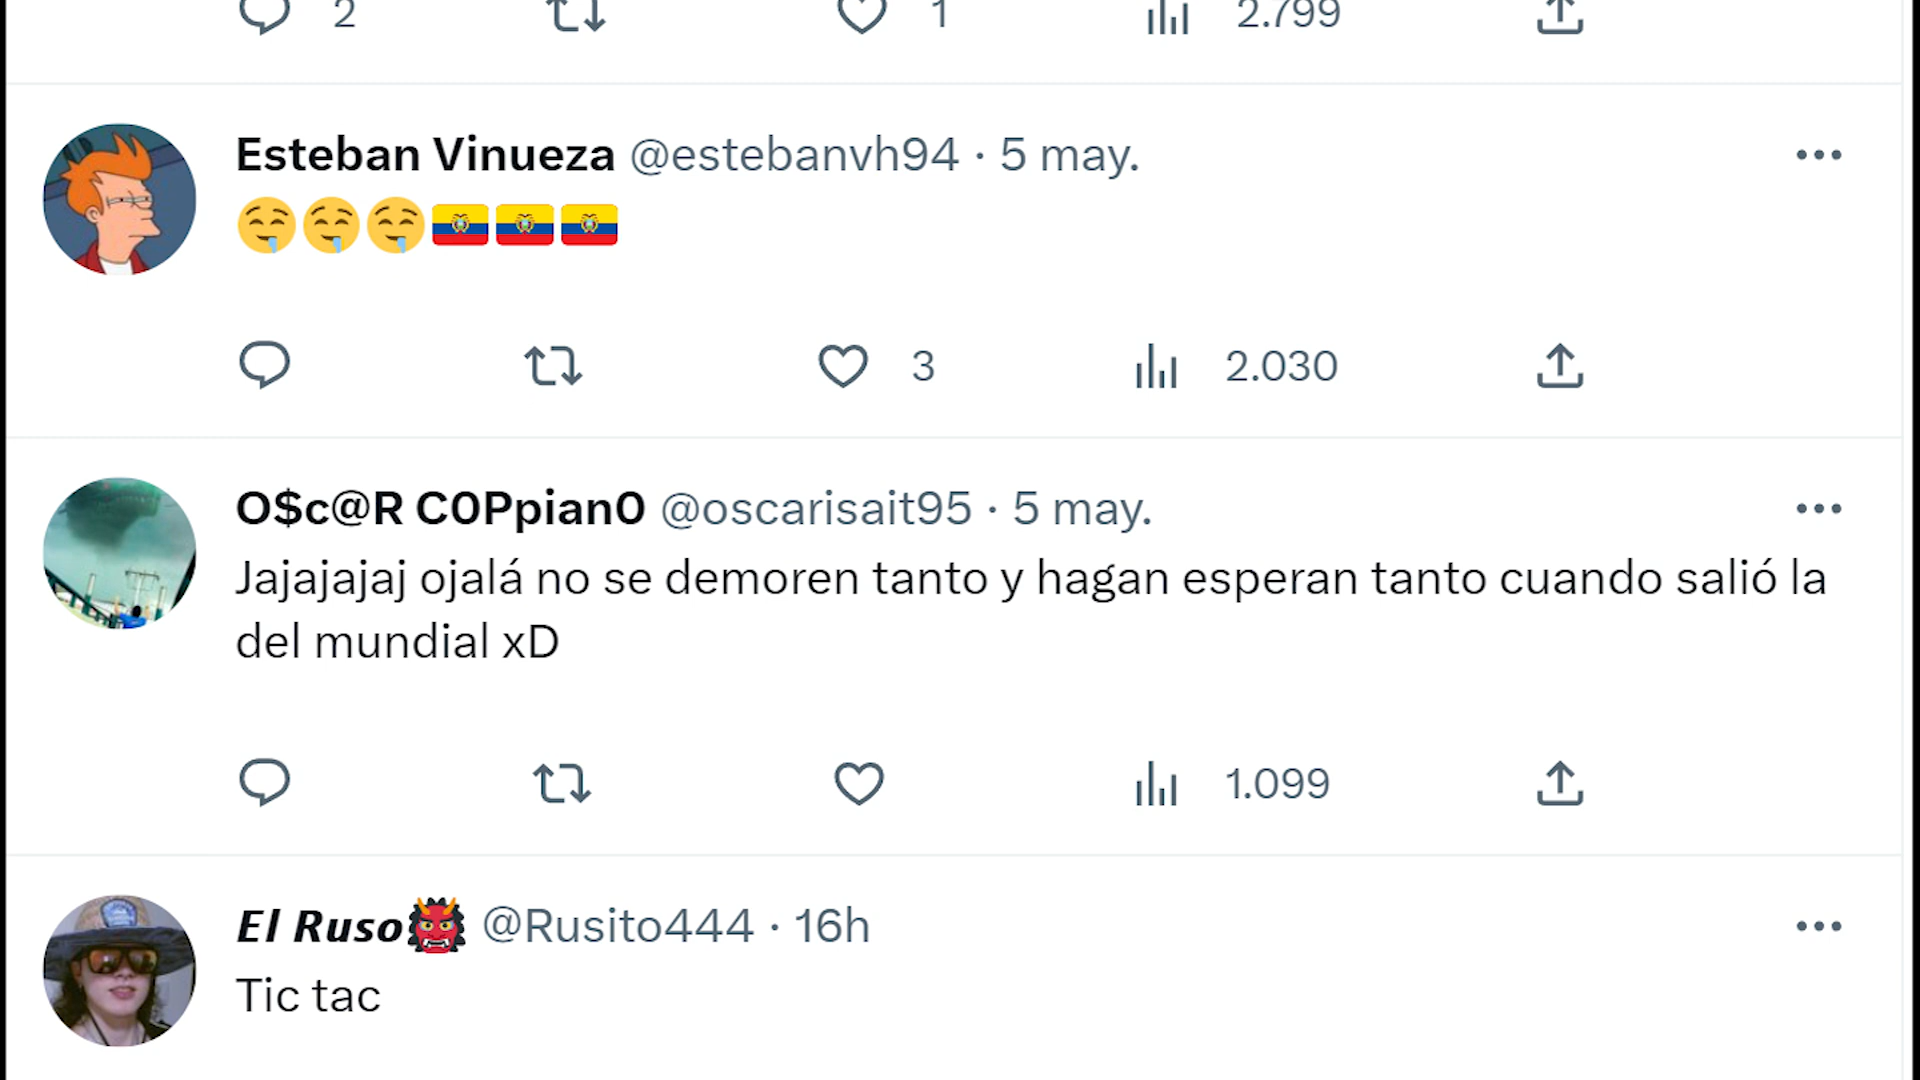 2 1 2.799
Esteban Vinueza @estebanvh94 · 5 may.
🤤🤤🤤🇪🇨🇪🇨🇪🇨
3 2.030
O$c@R C0Ppian0 @oscarisait95 · 5 may.
Jajajajaj ojalá no se demoren tanto y hagan esperan tanto cuando salió la
del mundial xD
1.099
El Ruso👹 @Rusito444 · 16h
Tic tac